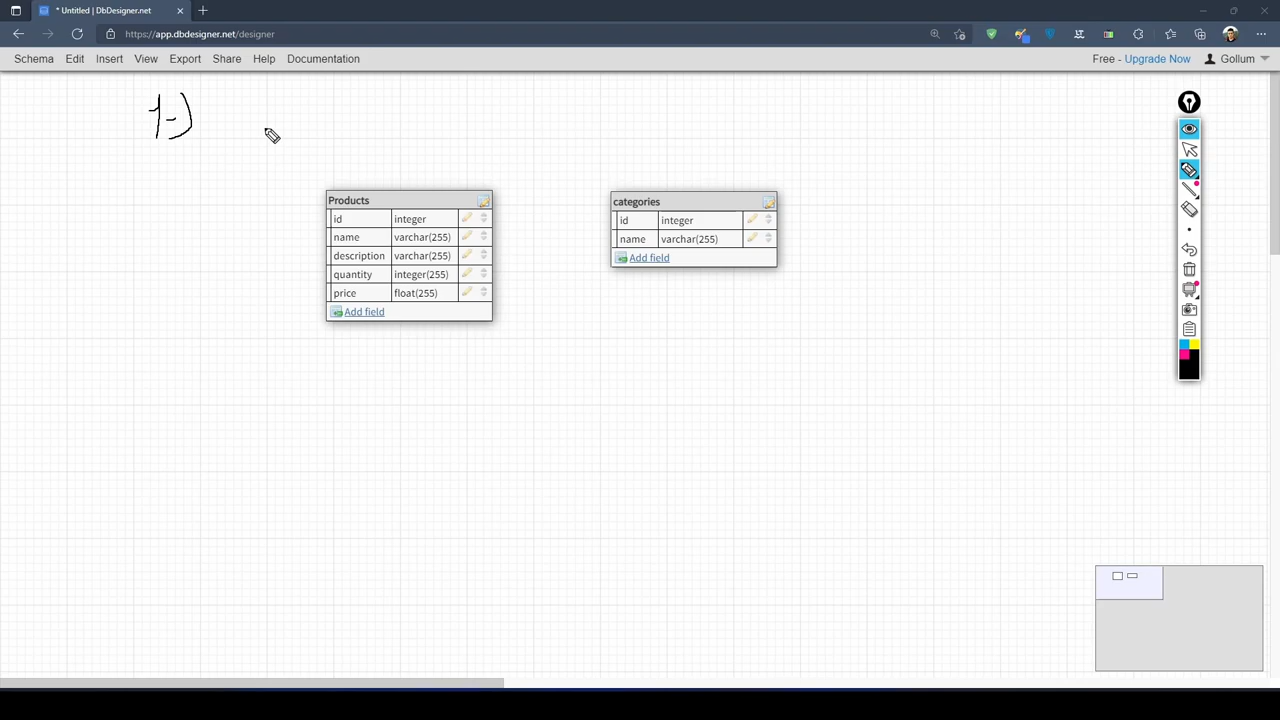 * Untitled | DbDesigner.net
https://app.dbdesigner.net/designer
Schema Edit Insert View Export Share Help Documentation
Free - Upgrade Now Gollum
1-)
Products
id integer
name varchar(255)
description varchar(255)
quantity integer(255)
price float(255)
Add field
categories
id integer
name varchar(255)
Add field